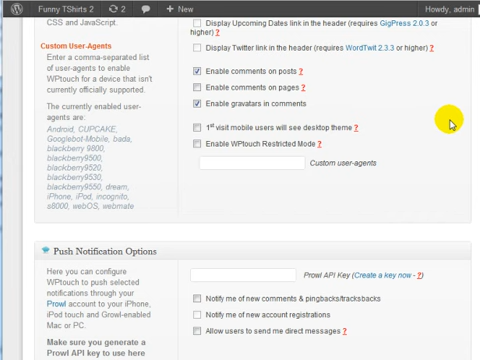 Funny TShirts 2 2 + New Howdy, admin
CSS and JavaScript.
Custom User-Agents
Enter a comma-separated list
of user-agents to enable
WPtouch for a device that isn't
currently officially supported.
The currently enabled user-
agents are:
Android, CUPCAKE,
Googlebot-Mobile, bada,
blackberry 9800,
blackberry9500,
blackberry9520,
blackberry9530,
blackberry9550, dream,
iPhone, iPod, incognito,
s8000, webOS, webmate
Display Upcoming Dates link in the header (requires GigPress 2.0.3 or
higher) ?
Display Twitter link in the header (requires WordTwit 2.3.3 or higher) ?
Enable comments on posts ?
Enable comments on pages ?
Enable gravatars in comments
1st visit mobile users will see desktop theme ?
Enable WPtouch Restricted Mode ?
Custom user-agents
Push Notification Options
Here you can configure
WPtouch to push selected
notifications through your
Prowl account to your iPhone,
iPod touch and Growl-enabled
Mac or PC.
Make sure you generate a
Prowl API key to use here
Prowl API Key (Create a key now - ?)
Notify me of new comments & pingbacks/tracksbacks
Notify me of new account registrations
Allow users to send me direct messages ?